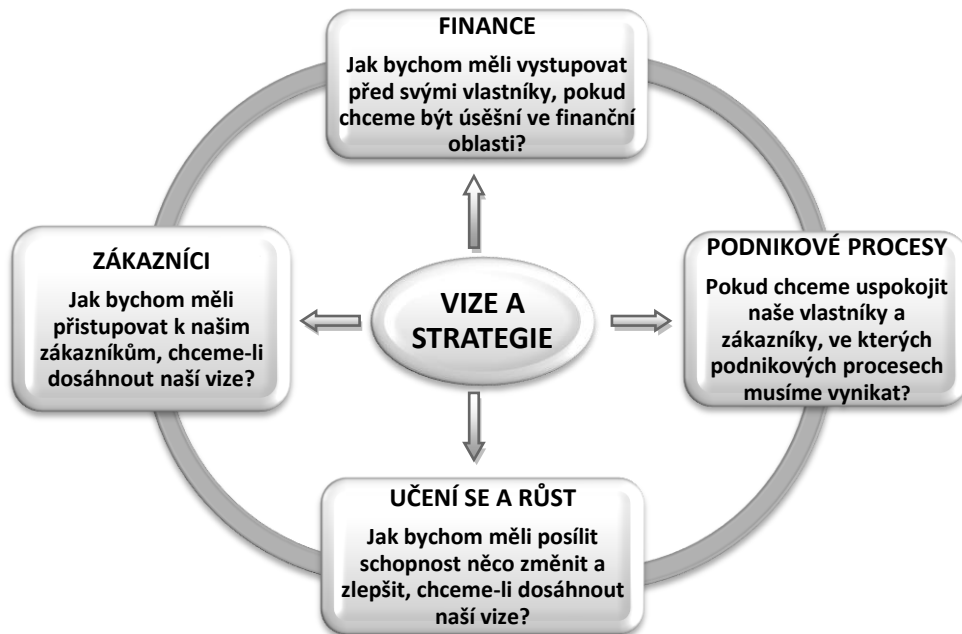 FINANCE
Jak bychom měli vystupovat
před svými vlastníky, pokud
chceme být úsěšní ve finanční
oblasti?
ZÁKAZNÍCI
Jak bychom měli
přistupovat k našim
zákazníkům, chceme-li
dosáhnout naší vize?
VIZE A
STRATEGIE
PODNIKOVÉ PROCESY
Pokud chceme uspokojit
naše vlastníky a
zákazníky, ve kterých
podnikových procesech
musíme vynikat?
UČENÍ SE A RŮST
Jak bychom měli posílit
schopnost něco změnit a
zlepšit, chceme-li dosáhnout
naší vize?